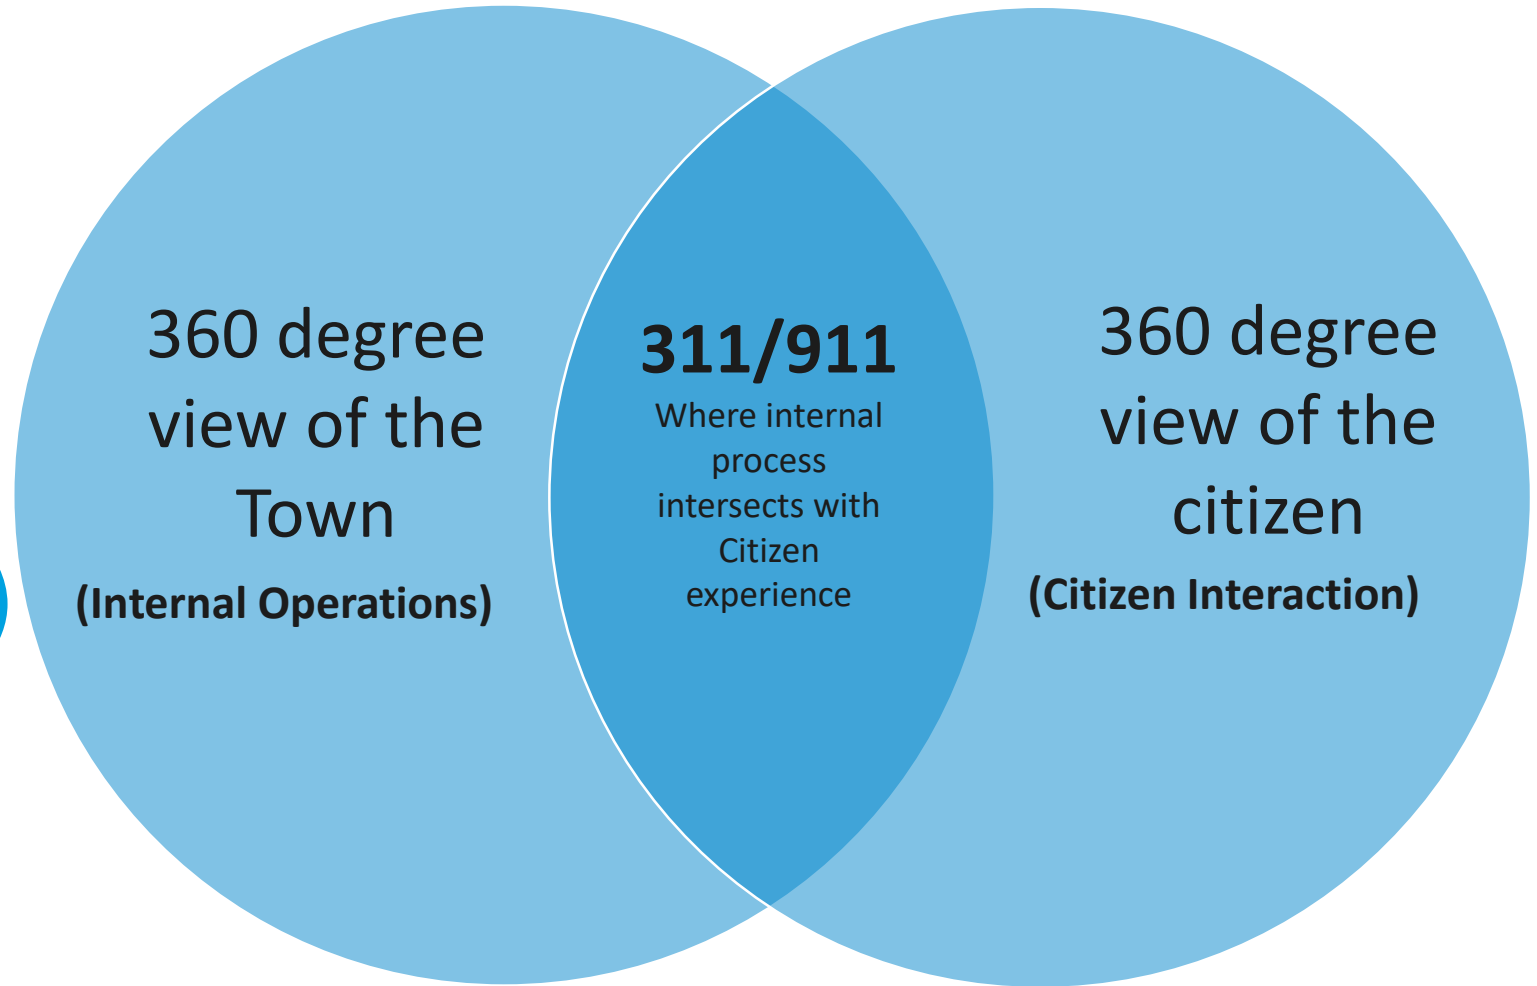 360 degree
view of the
Town
(Internal Operations)
311/911
Where internal
process
intersects with
Citizen
experience
360 degree
view of the
citizen
(Citizen Interaction)